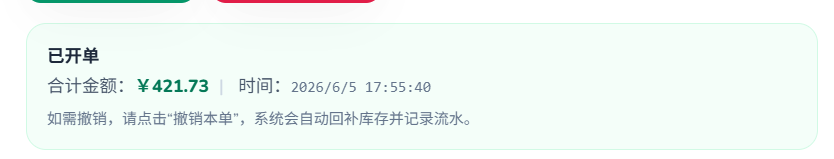 已开单
合计金额：￥421.73 | 时间：2026/6/5 17:55:40
如需撤销，请点击“撤销本单”，系统会自动回补库存并记录流水。